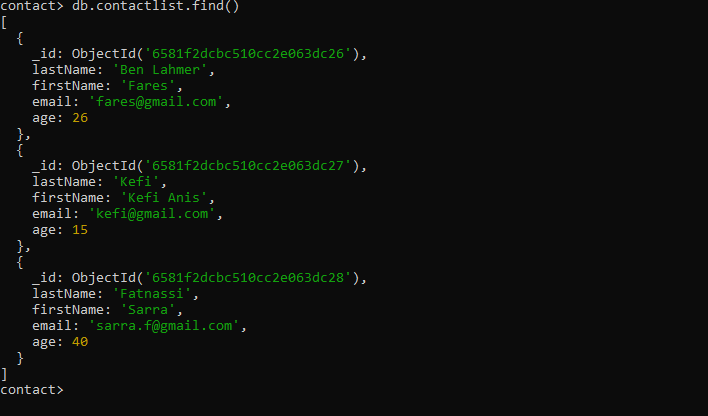 contact> db.contactlist.find()
[
  {
    _id: ObjectId('6581f2dcbc510cc2e063dc26'),
    lastName: 'Ben Lahmer',
    firstName: 'Fares',
    email: 'fares@gmail.com',
    age: 26
  },
  {
    _id: ObjectId('6581f2dcbc510cc2e063dc27'),
    lastName: 'Kefi',
    firstName: 'Kefi Anis',
    email: 'kefi@gmail.com',
    age: 15
  },
  {
    _id: ObjectId('6581f2dcbc510cc2e063dc28'),
    lastName: 'Fatnassi',
    firstName: 'Sarra',
    email: 'sarra.f@gmail.com',
    age: 40
  }
]
contact>